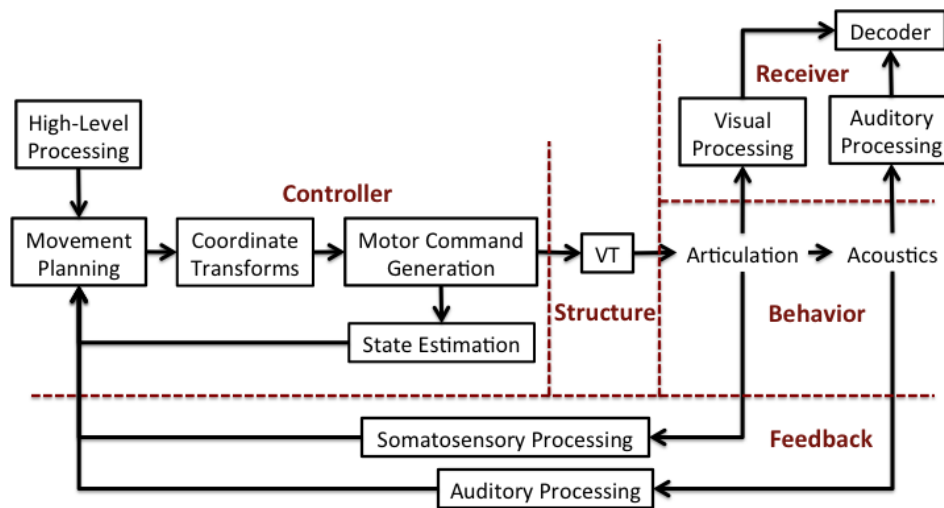 Decoder
Receiver
High-Level
Processing
Visual
Processing
Auditory
Processing
Controller
Movement
Planning
Coordinate
Transforms
Motor Command
Generation
VT
Articulation
Acoustics
Structure
Behavior
State Estimation
Somatosensory Processing
Feedback
Auditory Processing